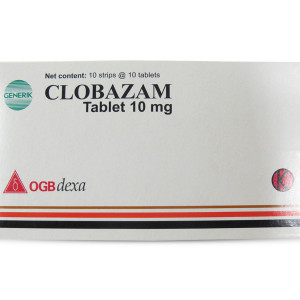 Net content: 10 strips @ 10 tablets
GENERIK
CLOBAZAM
Tablet 10 mg
OGBdexa
K